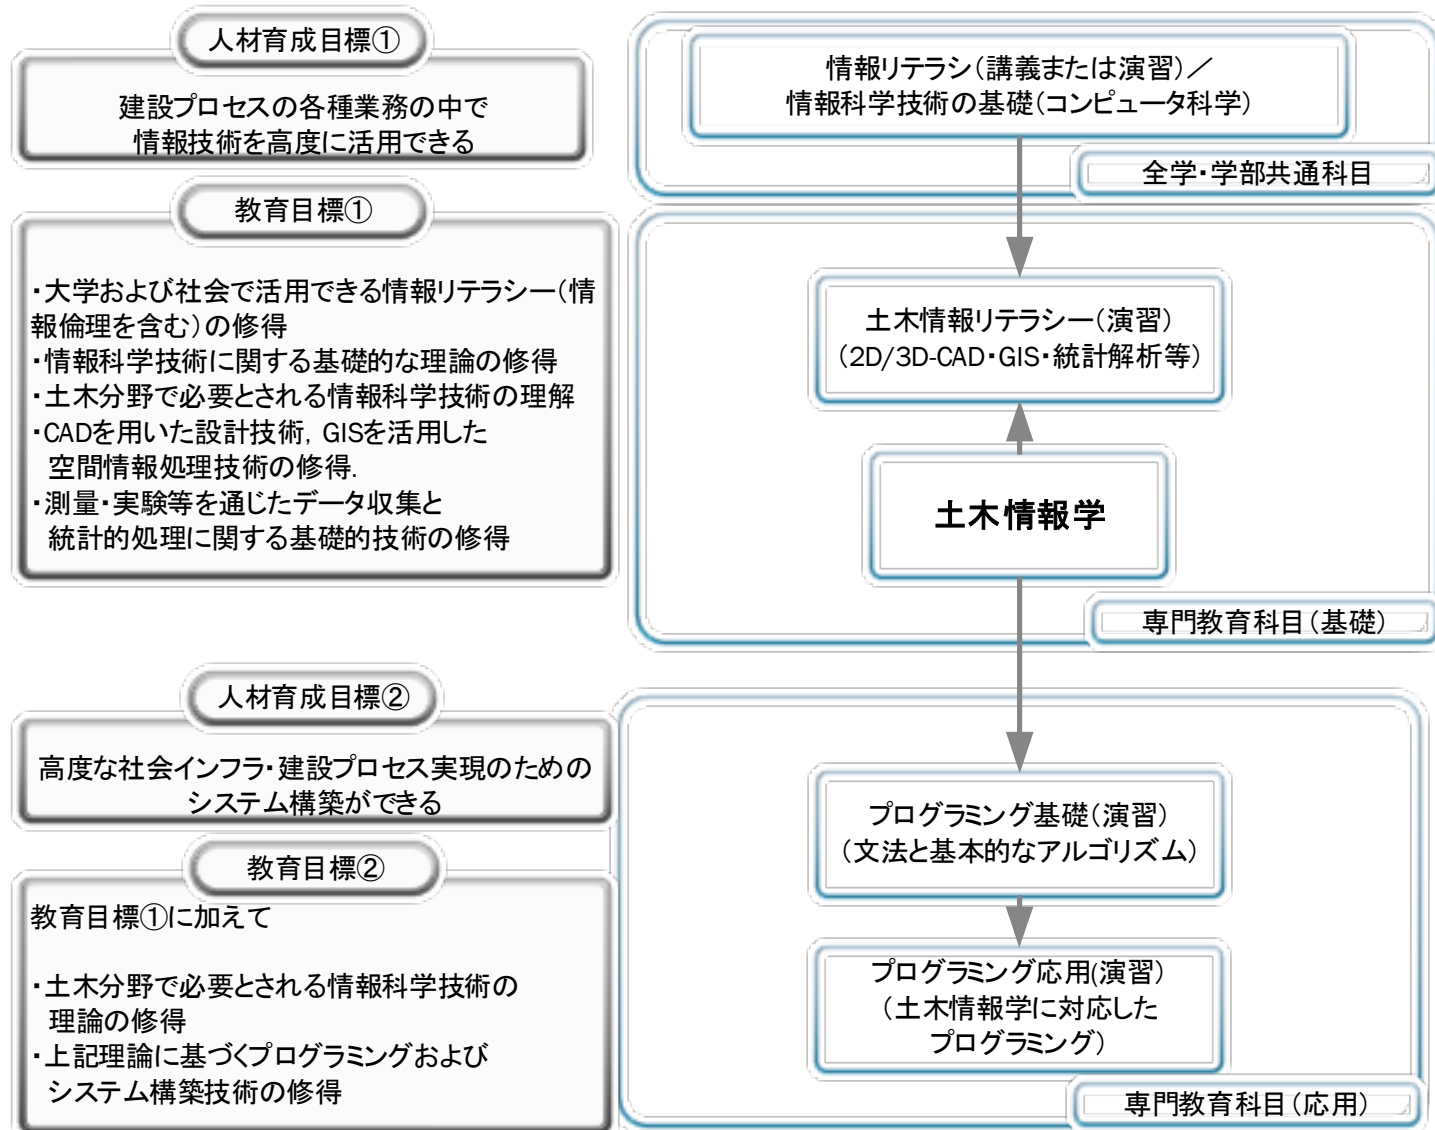 人材育成目標①
建設プロセスの各種業務の中で
情報技術を高度に活用できる
教育目標①
・大学および社会で活用できる情報リテラシー（情
報倫理を含む）の修得
・情報科学技術に関する基礎的な理論の修得
・土木分野で必要とされる情報科学技術の理解
・CADを用いた設計技術，GISを活用した
空間情報処理技術の修得．
・測量・実験等を通じたデータ収集と
統計的処理に関する基礎的技術の修得
人材育成目標②
高度な社会インフラ・建設プロセス実現のための
システム構築ができる
教育目標②
教育目標①に加えて
・土木分野で必要とされる情報科学技術の
理論の修得
・上記理論に基づくプログラミングおよび
システム構築技術の修得
情報リテラシ（講義または演習）／
情報科学技術の基礎（コンピュータ科学）
全学・学部共通科目
土木情報リテラシー（演習）
（2D/3D-CAD・GIS・統計解析等）
土木情報学
専門教育科目（基礎）
プログラミング基礎（演習）
（文法と基本的なアルゴリズム）
プログラミング応用(演習）
（土木情報学に対応した
プログラミング）
専門教育科目（応用）